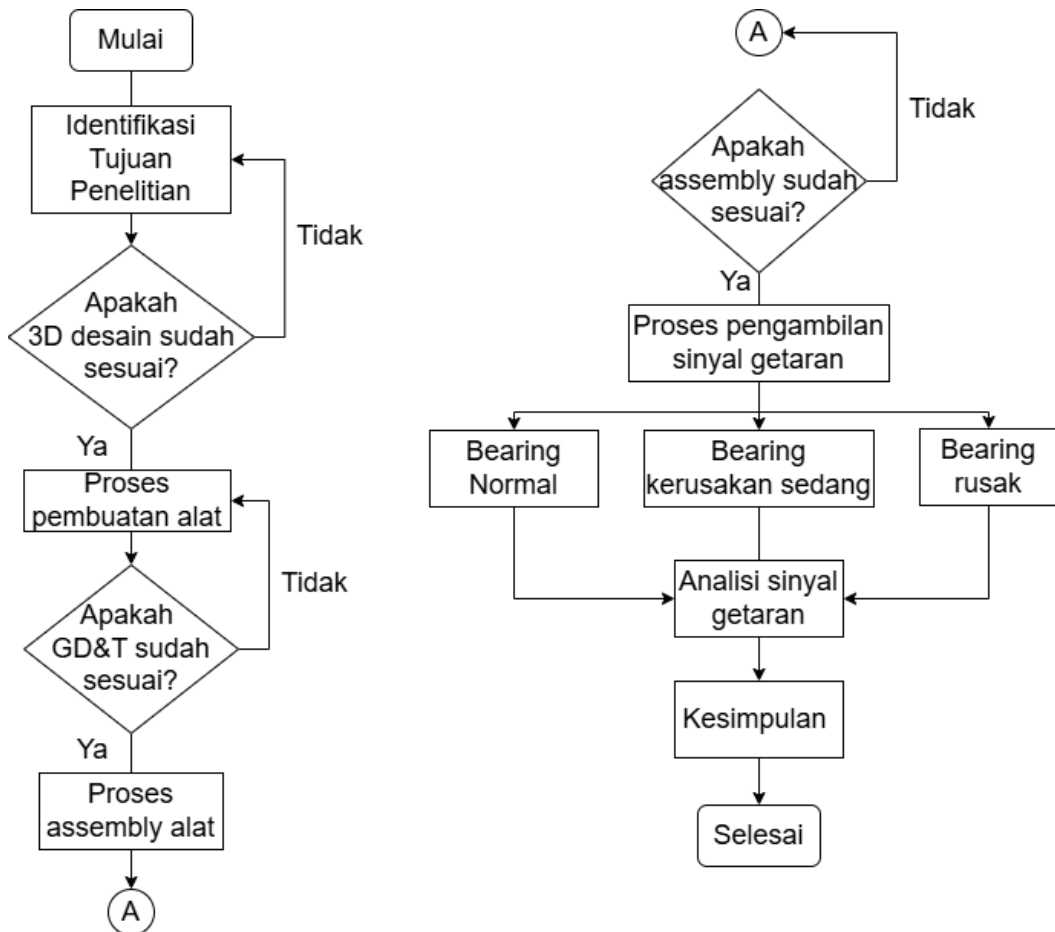 Mulai
Identifikasi
Tujuan
Penelitian
Tidak
Apakah
3D desain sudah
sesuai?
Ya
Proses
pembuatan alat
Tidak
Apakah
GD&T sudah
sesuai?
Ya
Proses
assembly alat
A
A
Tidak
Apakah
assembly sudah
sesuai?
Ya
Proses pengambilan
sinyal getaran
Bearing
Normal
Bearing
kerusakan sedang
Bearing
rusak
Analisi sinyal
getaran
Kesimpulan
Selesai